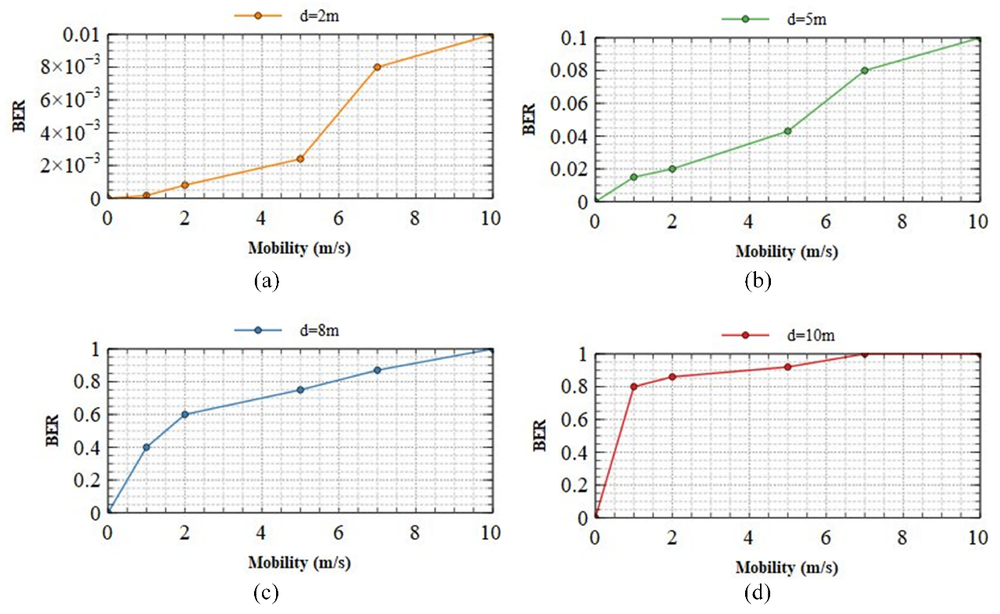 d=2m
0.01
8×10⁻³
6×10⁻³
4×10⁻³
2×10⁻³
0
BER
0 2 4 6 8 10
Mobility (m/s)
(a)
d=5m
0.1
0.08
0.06
0.04
0.02
0
BER
0 2 4 6 8 10
Mobility (m/s)
(b)
d=8m
1
0.8
0.6
0.4
0.2
0
BER
0 2 4 6 8 10
Mobility (m/s)
(c)
d=10m
1
0.8
0.6
0.4
0.2
0
BER
0 2 4 6 8 10
Mobility (m/s)
(d)